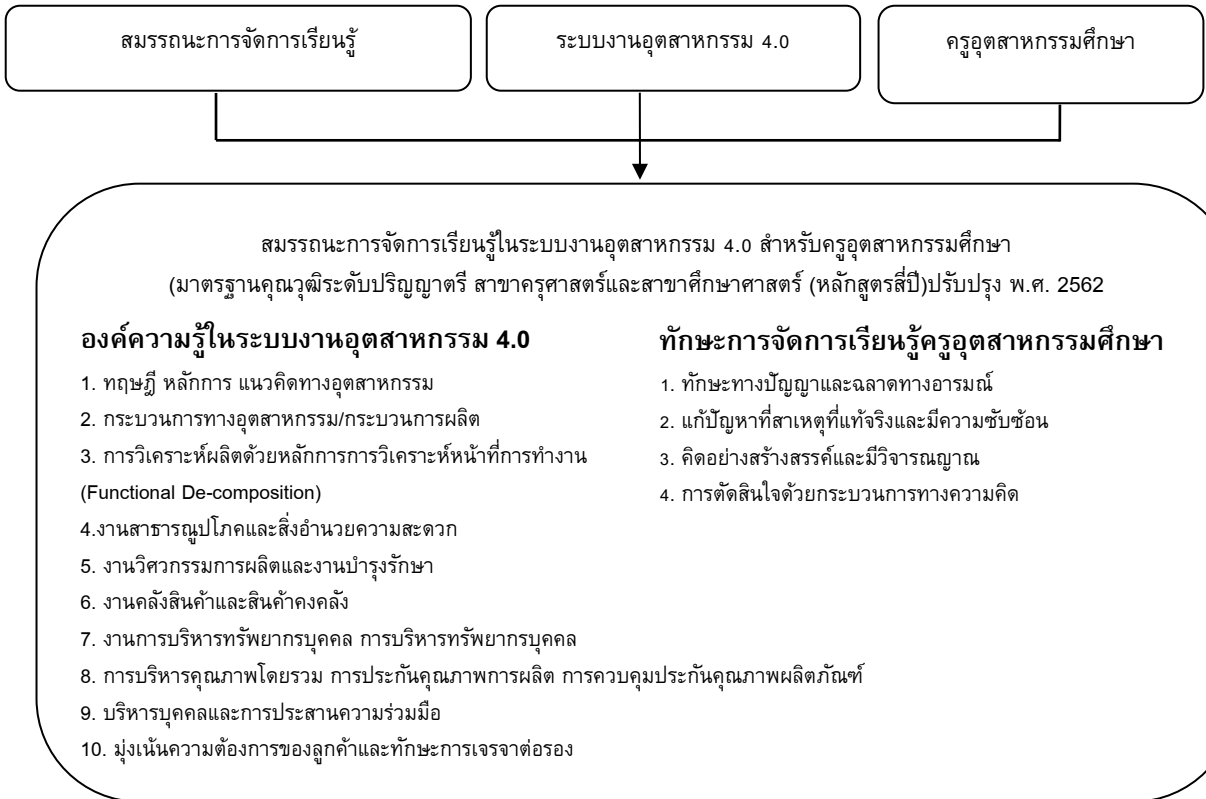 สมรรถนะการจัดการเรียนรู้
ระบบงานอุตสาหกรรม 4.0
ครูอุตสาหกรรมศึกษา
สมรรถนะการจัดการเรียนรู้ในระบบงานอุตสาหกรรม 4.0 สำหรับครูอุตสาหกรรมศึกษา
(มาตรฐานคุณวุฒิระดับปริญญาตรี สาขาครุศาสตร์และสาขาศึกษาศาสตร์ (หลักสูตรสี่ปี)ปรับปรุง พ.ศ. 2562
องค์ความรู้ในระบบงานอุตสาหกรรม 4.0
1. ทฤษฎี หลักการ แนวคิดทางอุตสาหกรรม
2. กระบวนการทางอุตสาหกรรม/กระบวนการผลิต
3. การวิเคราะห์ผลิตด้วยหลักการการวิเคราะห์หน้าที่การทำงาน
(Functional De-composition)
4.งานสาธารณูปโภคและสิ่งอำนวยความสะดวก
5. งานวิศวกรรมการผลิตและงานบำรุงรักษา
6. งานคลังสินค้าและสินค้าคงคลัง
7. งานการบริหารทรัพยากรบุคคล การบริหารทรัพยากรบุคคล
8. การบริหารคุณภาพโดยรวม การประกันคุณภาพการผลิต การควบคุมประกันคุณภาพผลิตภัณฑ์
9. บริหารบุคคลและการประสานความร่วมมือ
10. มุ่งเน้นความต้องการของลูกค้าและทักษะการเจรจาต่อรอง
ทักษะการจัดการเรียนรู้ครูอุตสาหกรรมศึกษา
1. ทักษะทางปัญญาและฉลาดทางอารมณ์
2. แก้ปัญหาที่สาเหตุที่แท้จริงและมีความซับซ้อน
3. คิดอย่างสร้างสรรค์และมีวิจารณญาณ
4. การตัดสินใจด้วยกระบวนการทางความคิด